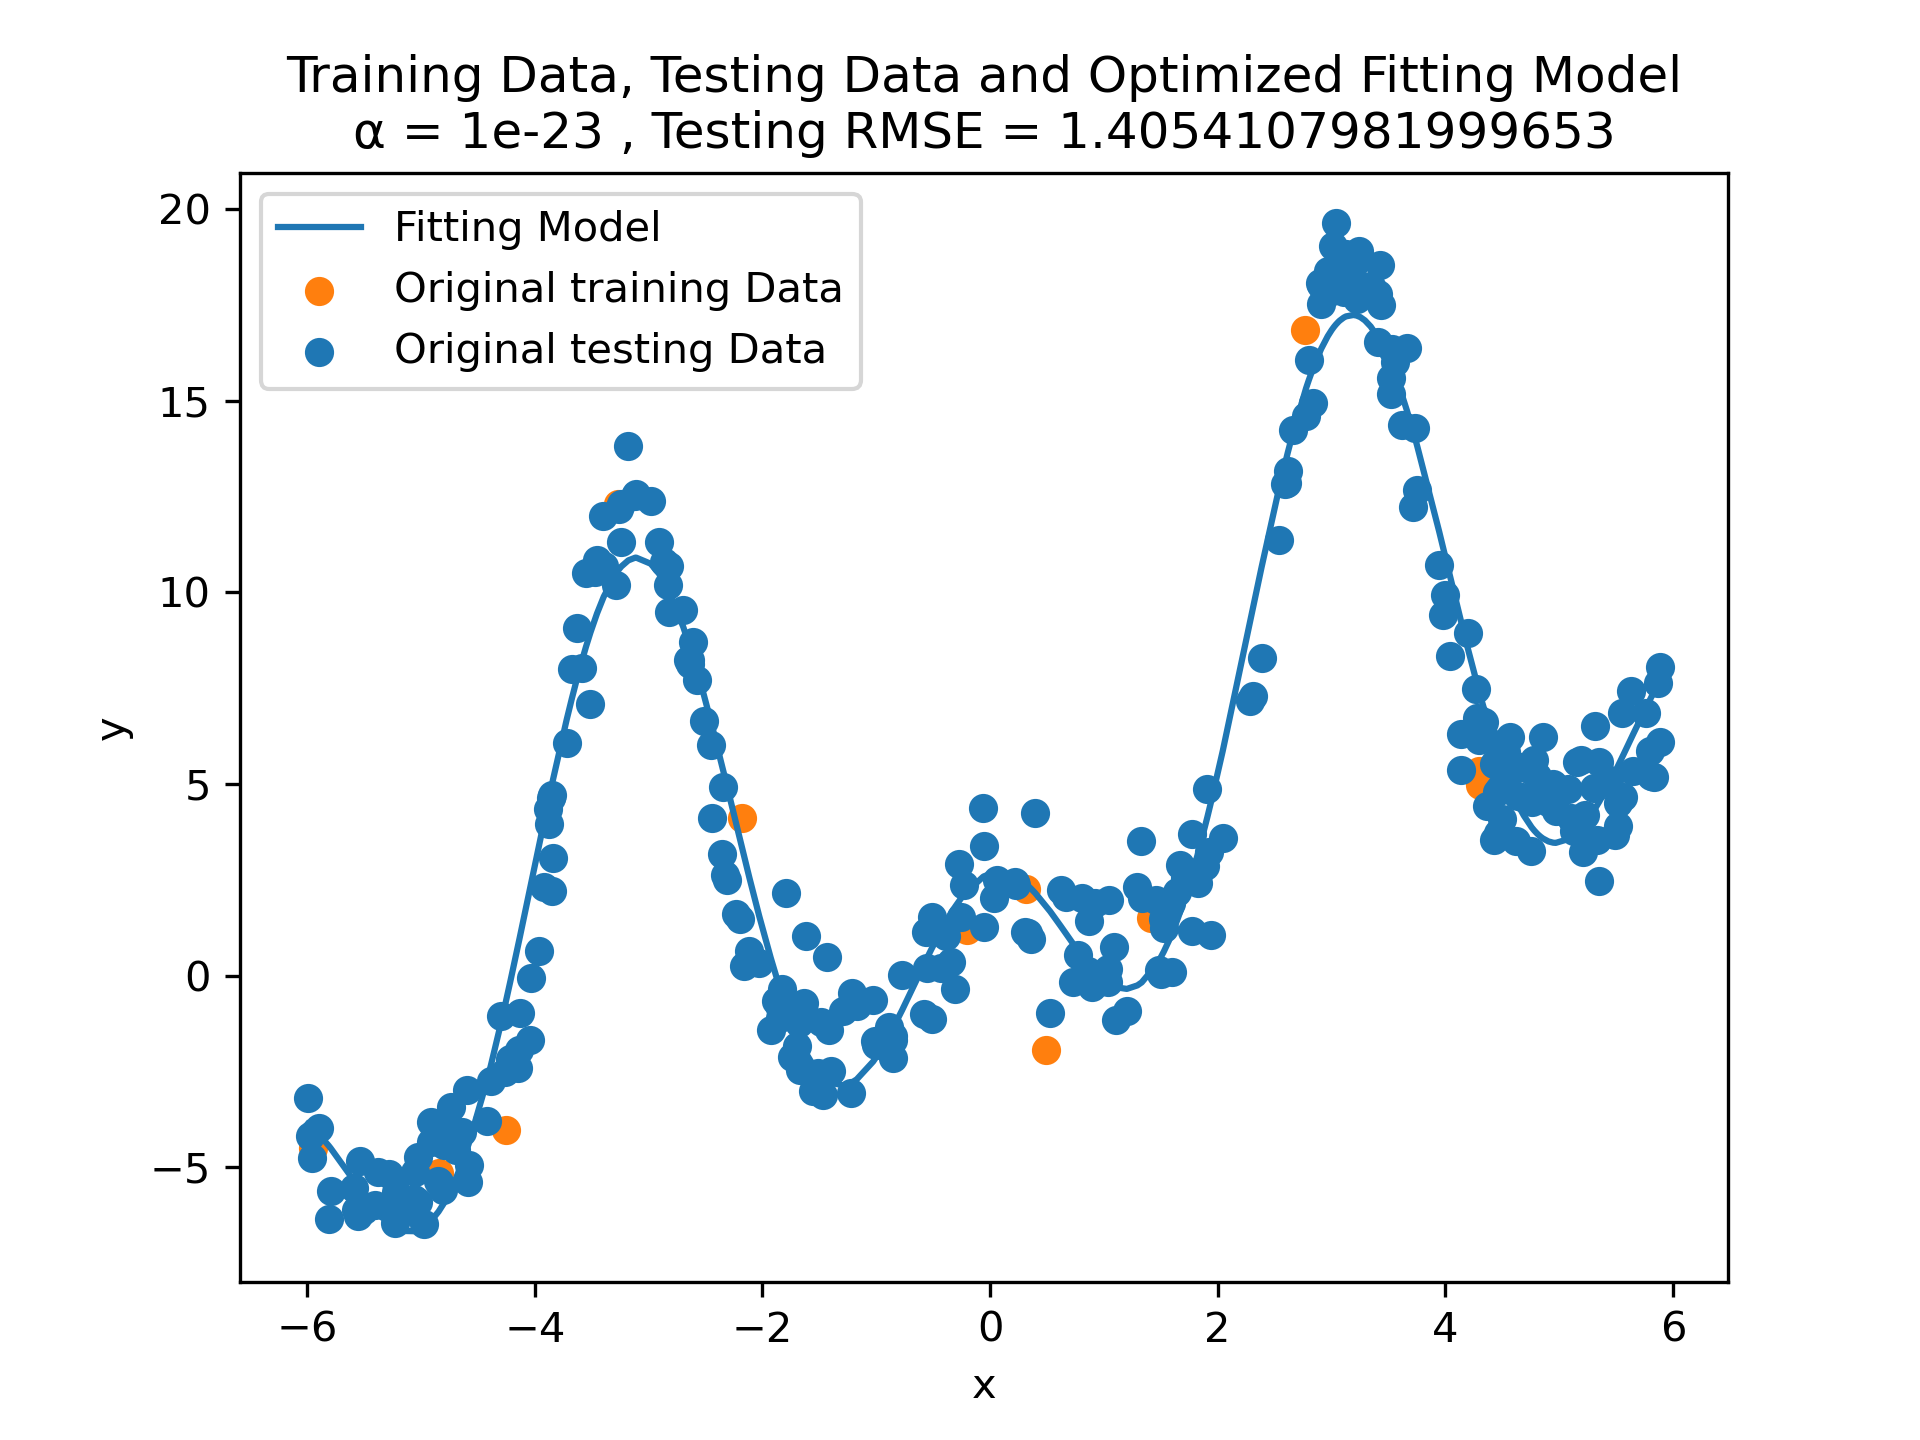 Training Data, Testing Data and Optimized Fitting Model
α = 1e-23 , Testing RMSE = 1.4054107981999653
Fitting Model
Original training Data
Original testing Data
20
15
10
5
0
−5
y
−6 −4 −2 0 2 4 6
x